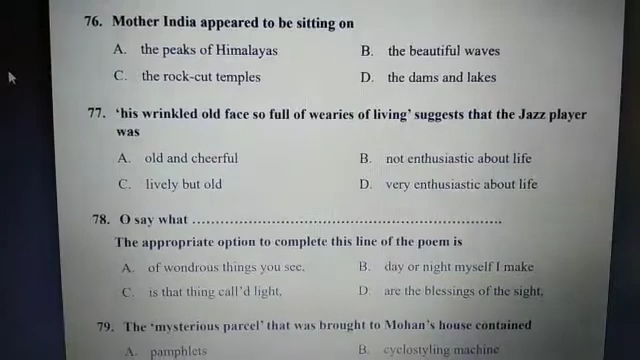 76. Mother India appeared to be sitting on
A. the peaks of Himalayas B. the beautiful waves
C. the rock-cut temples D. the dams and lakes
77. ‘his wrinkled old face so full of wearies of living’ suggests that the Jazz player
was
A. old and cheerful B. not enthusiastic about life
C. lively but old D. very enthusiastic about life
78. O say what ........................................................................
The appropriate option to complete this line of the poem is
A. of wondrous things you see. B. day or night myself I make
C. is that thing call’d light, D. are the blessings of the sight,
79. The ‘mysterious parcel’ that was brought to Mohan’s house contained
A. pamphlets B. cyclostyling machine